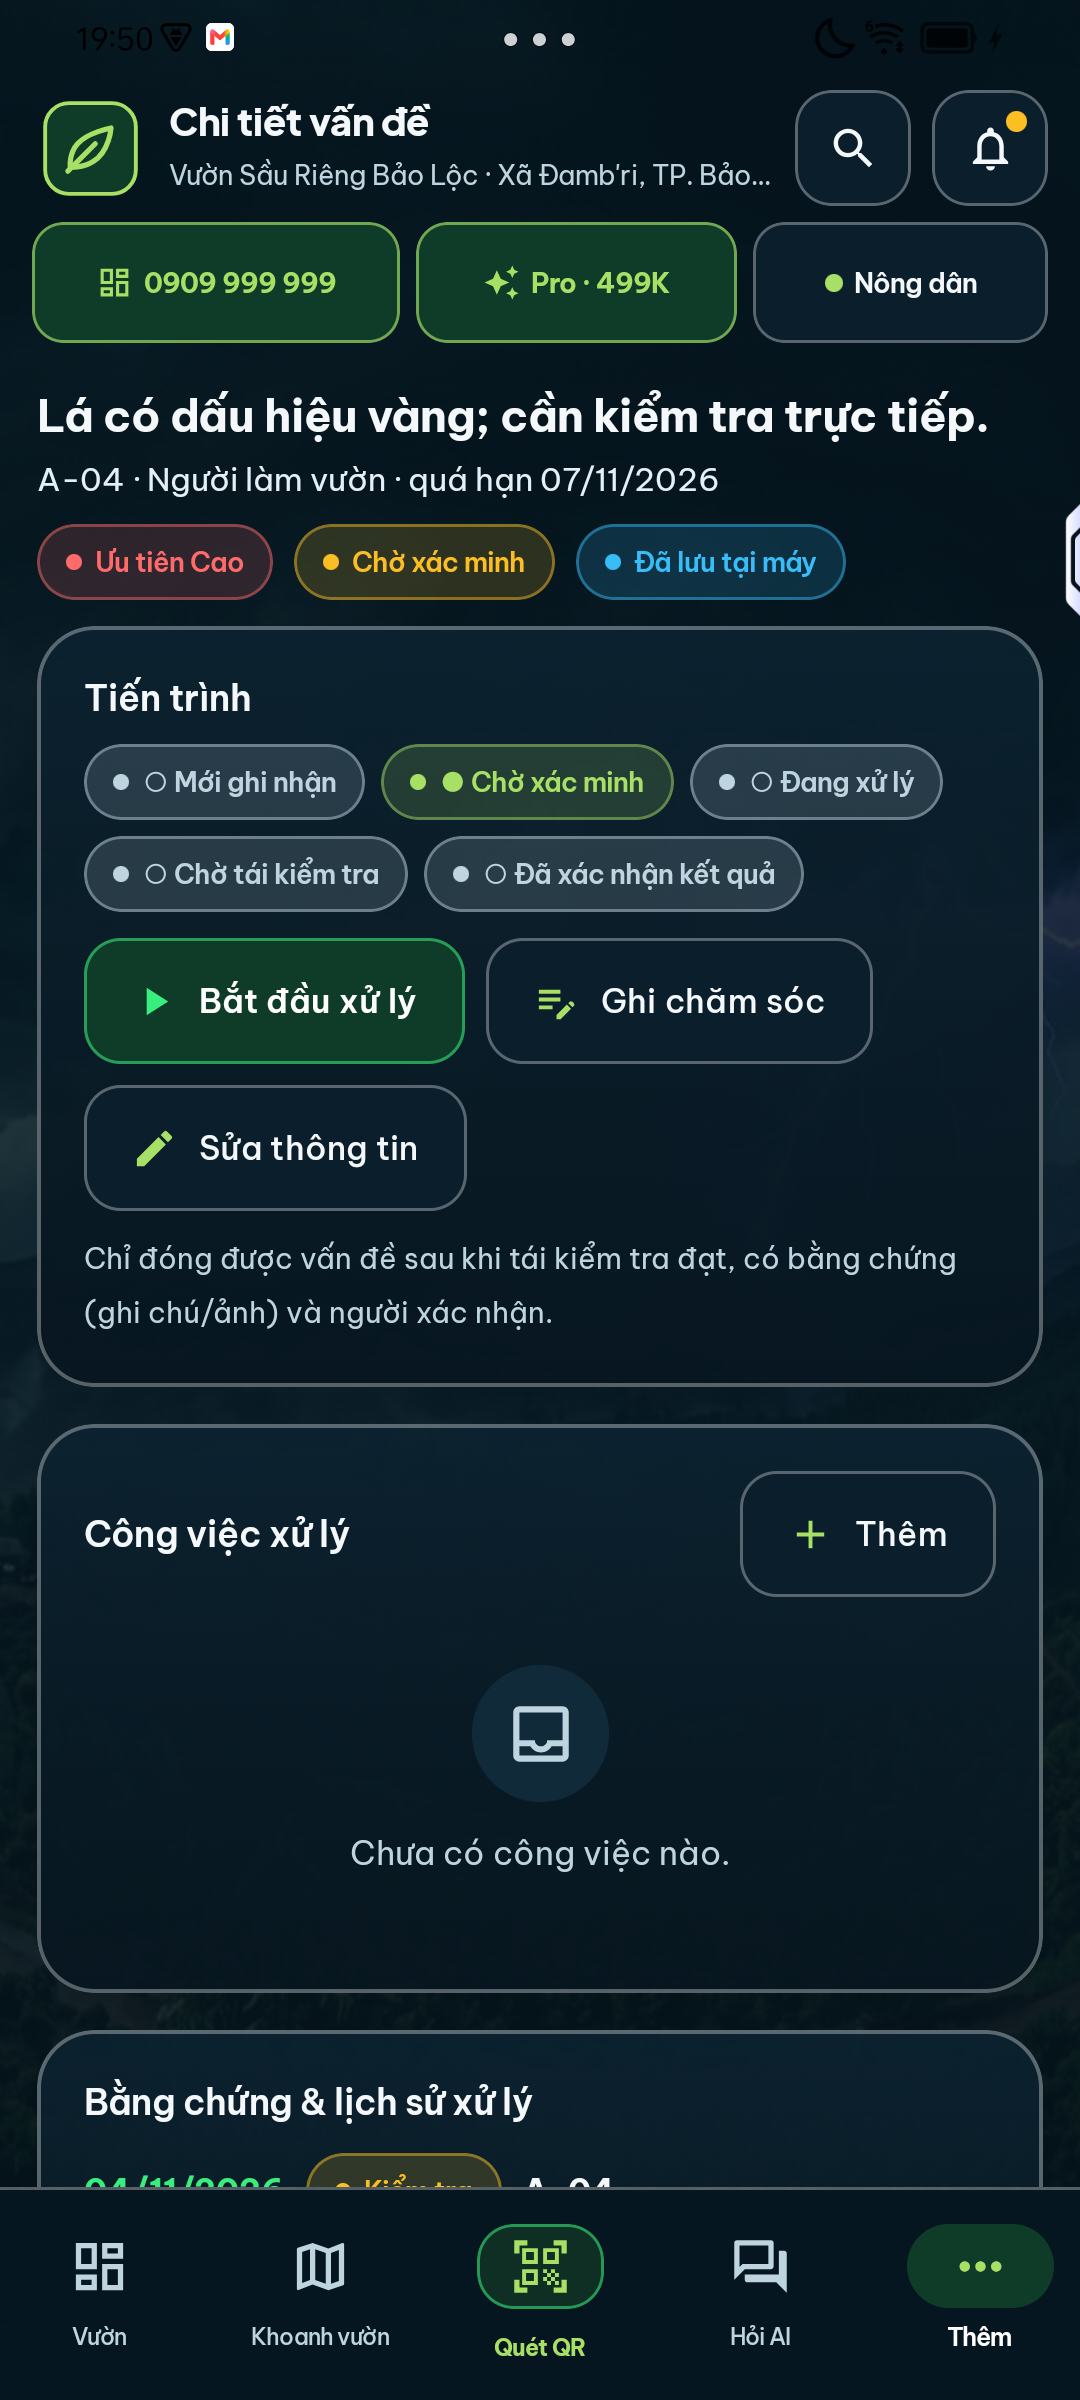 19:50
Chi tiết vấn đề
Vườn Sầu Riêng Bảo Lộc · Xã Đamb'ri, TP. Bảo...
0909 999 999
Pro · 499K
Nông dân
Lá có dấu hiệu vàng; cần kiểm tra trực tiếp.
A-04 · Người làm vườn · quá hạn 07/11/2026
Ưu tiên Cao
Chờ xác minh
Đã lưu tại máy
Tiến trình
○ Mới ghi nhận
● Chờ xác minh
○ Đang xử lý
○ Chờ tái kiểm tra
○ Đã xác nhận kết quả
Bắt đầu xử lý
Ghi chăm sóc
Sửa thông tin
Chỉ đóng được vấn đề sau khi tái kiểm tra đạt, có bằng chứng
(ghi chú/ảnh) và người xác nhận.
Công việc xử lý
Thêm
Chưa có công việc nào.
Bằng chứng & lịch sử xử lý
04/11/2026
Kiểm tra
A-04
Vườn
Khoanh vườn
Quét QR
Hỏi AI
Thêm